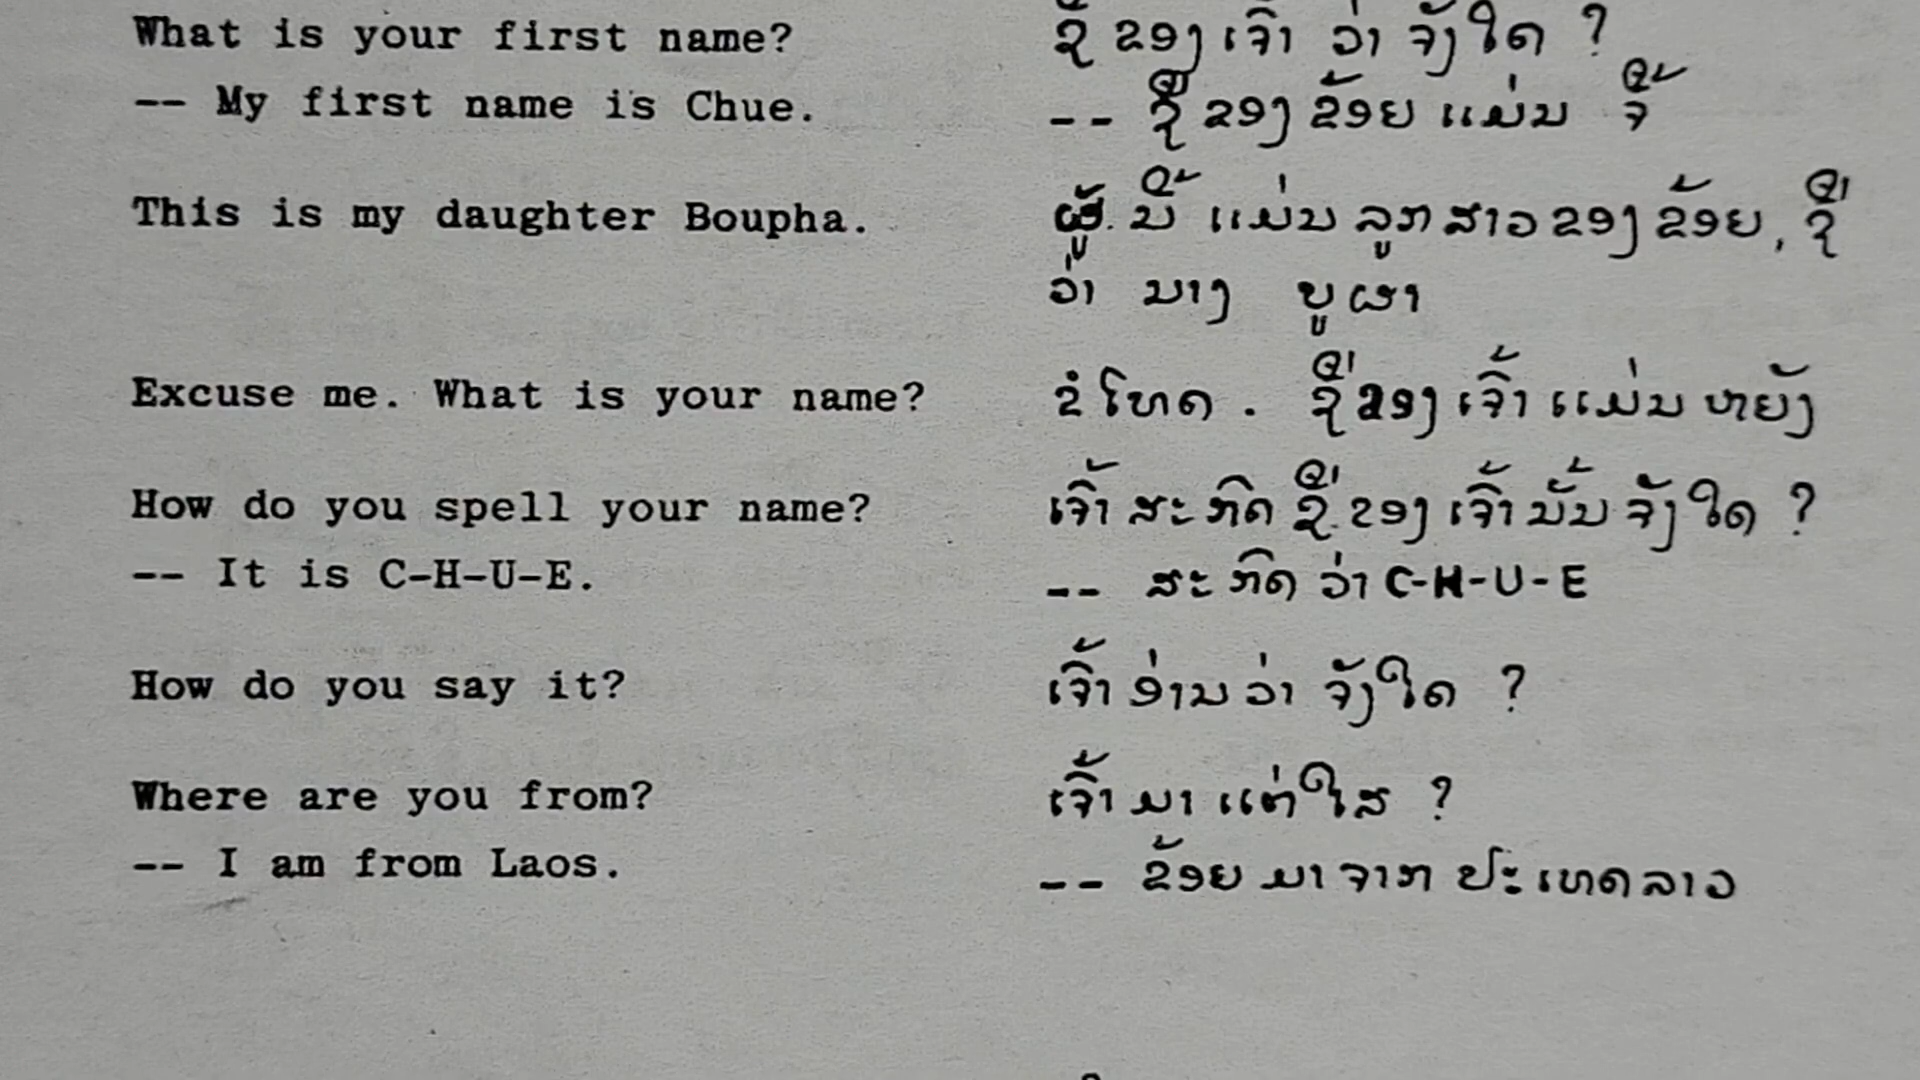 What is your first name? ຊື່ ຂອງ ເຈົ້າ ວ່າ ຈັ່ງໃດ ?
-- My first name is Chue. -- ຊື່ ຂອງ ຂ້ອຍ ແມ່ນ ຈື້
This is my daughter Boupha. ຜູ້ ນີ້ ແມ່ນ ລູກ ສາວ ຂອງ ຂ້ອຍ, ຊື່
ວ່າ ນາງ ບູຜາ
Excuse me. What is your name? ຂໍ ໂທດ . ຊື່ ຂອງ ເຈົ້າ ແມ່ນ ຫຍັງ
How do you spell your name? ເຈົ້າ ສະກົດ ຊື່ ຂອງ ເຈົ້າ ນັ້ນ ຈັ່ງໃດ ?
-- It is C-H-U-E. -- ສະກົດ ວ່າ C-H-U-E
How do you say it? ເຈົ້າ ອ່ານ ວ່າ ຈັ່ງໃດ ?
Where are you from? ເຈົ້າ ມາ ແຕ່ໃສ ?
-- I am from Laos. -- ຂ້ອຍ ມາ ຈາກ ປະເທດລາວ